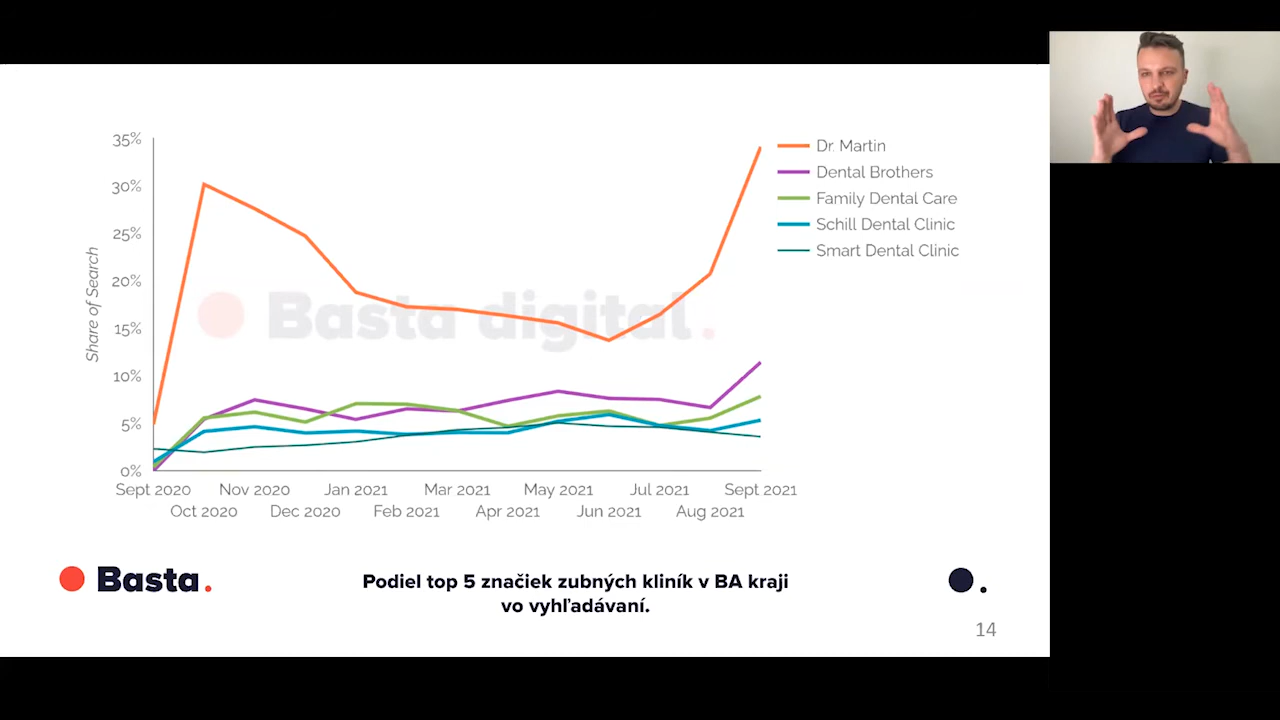 35%
30%
25%
20%
15%
10%
5%
0%
Share of Search
Sept 2020
Oct 2020
Nov 2020
Dec 2020
Jan 2021
Feb 2021
Mar 2021
Apr 2021
May 2021
Jun 2021
Jul 2021
Aug 2021
Sept 2021
Dr. Martin
Dental Brothers
Family Dental Care
Schill Dental Clinic
Smart Dental Clinic
Basta digital.
Basta.
Podiel top 5 značiek zubných kliník v BA kraji
vo vyhľadávaní.
14